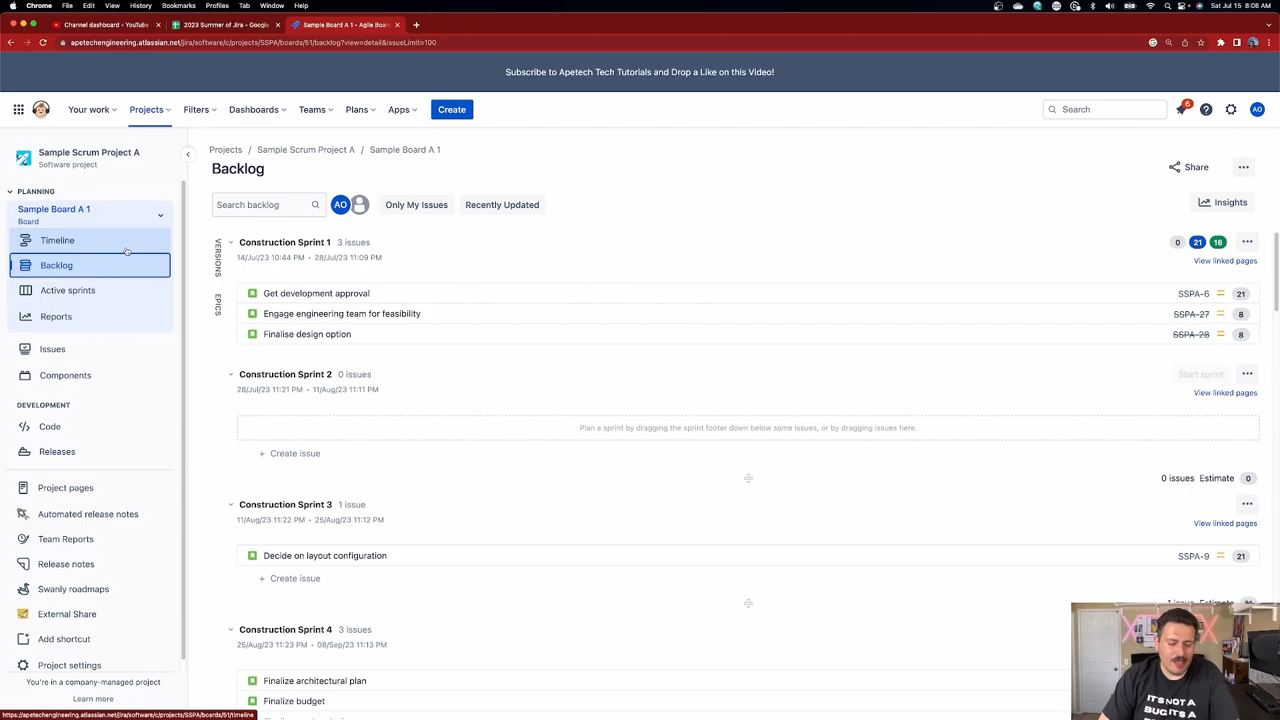 Chrome File Edit View History Bookmarks Profiles Tab Window Help
Sat Jul 15 8:06 AM
Channel dashboard - YouTube
2023 Summer of Jira - Google
Sample Board A 1 - Agile Boar
apetechengineering.atlassian.net/jira/software/c/projects/SSPA/boards/51/backlog?view=detail&issueLimit=100
Subscribe to Apetech Tech Tutorials and Drop a Like on this Video!
Your work Projects Filters Dashboards Teams Plans Apps Create
Search 6 AO
Sample Scrum Project A
Software project
PLANNING
Sample Board A 1
Board
Timeline
Backlog
Active sprints
Reports
Issues
Components
DEVELOPMENT
Code
Releases
Project pages
Automated release notes
Team Reports
Release notes
Swanly roadmaps
External Share
Add shortcut
Project settings
You're in a company-managed project
Learn more
https://apetechengineering.atlassian.net/jira/software/c/projects/SSPA/boards/51/timeline
Projects / Sample Scrum Project A / Sample Board A 1
Backlog
Share
Search backlog AO Only My Issues Recently Updated
Insights
VERSIONS
EPICS
Construction Sprint 1 3 issues 0 21 16
14/Jul/23 10:44 PM • 28/Jul/23 11:09 PM View linked pages
Get development approval SSPA-6 21
Engage engineering team for feasibility SSPA-27 8
Finalise design option SSPA-28 8
Construction Sprint 2 0 issues Start sprint
28/Jul/23 11:21 PM • 11/Aug/23 11:11 PM View linked pages
Plan a sprint by dragging the sprint footer down below some issues, or by dragging issues here.
+ Create issue
0 issues Estimate 0
Construction Sprint 3 1 issue
11/Aug/23 11:22 PM • 25/Aug/23 11:12 PM View linked pages
Decide on layout configuration SSPA-9 21
+ Create issue
1 issue Estimate
Construction Sprint 4 3 issues
25/Aug/23 11:23 PM • 08/Sep/23 11:13 PM
Finalize architectural plan
Finalize budget
IT'S NOT A
BUG ITS A